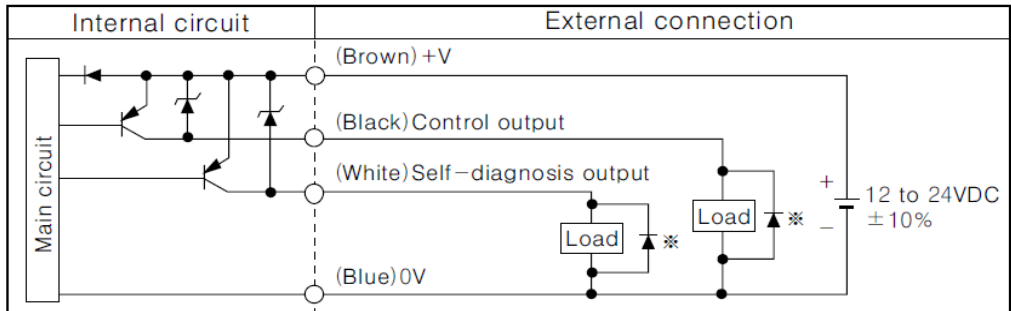 Internal circuit
External connection
(Brown)+V
(Black)Control output
(White)Self-diagnosis output
Main circuit
Load
※
Load
※
+
−
12 to 24VDC
±10%
(Blue)0V